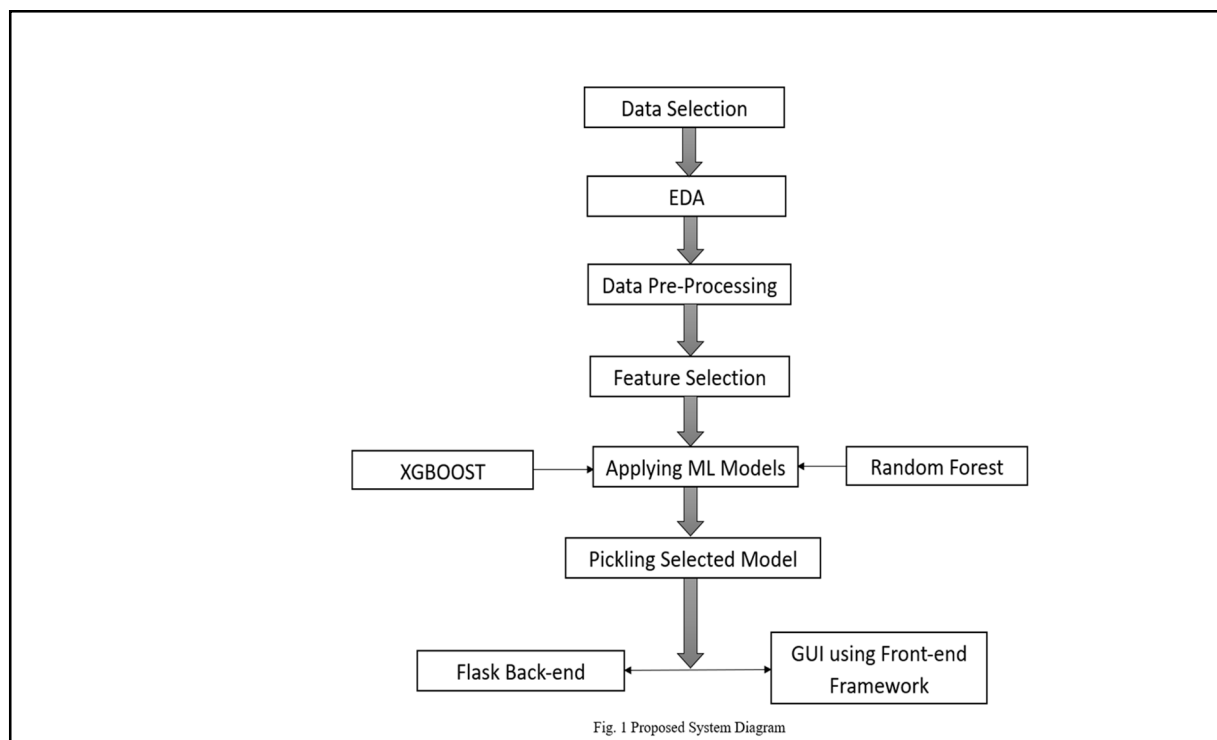 Data Selection
EDA
Data Pre-Processing
Feature Selection
XGBOOST
Applying ML Models
Random Forest
Pickling Selected Model
Flask Back-end
GUI using Front-end
Framework
Fig. 1 Proposed System Diagram